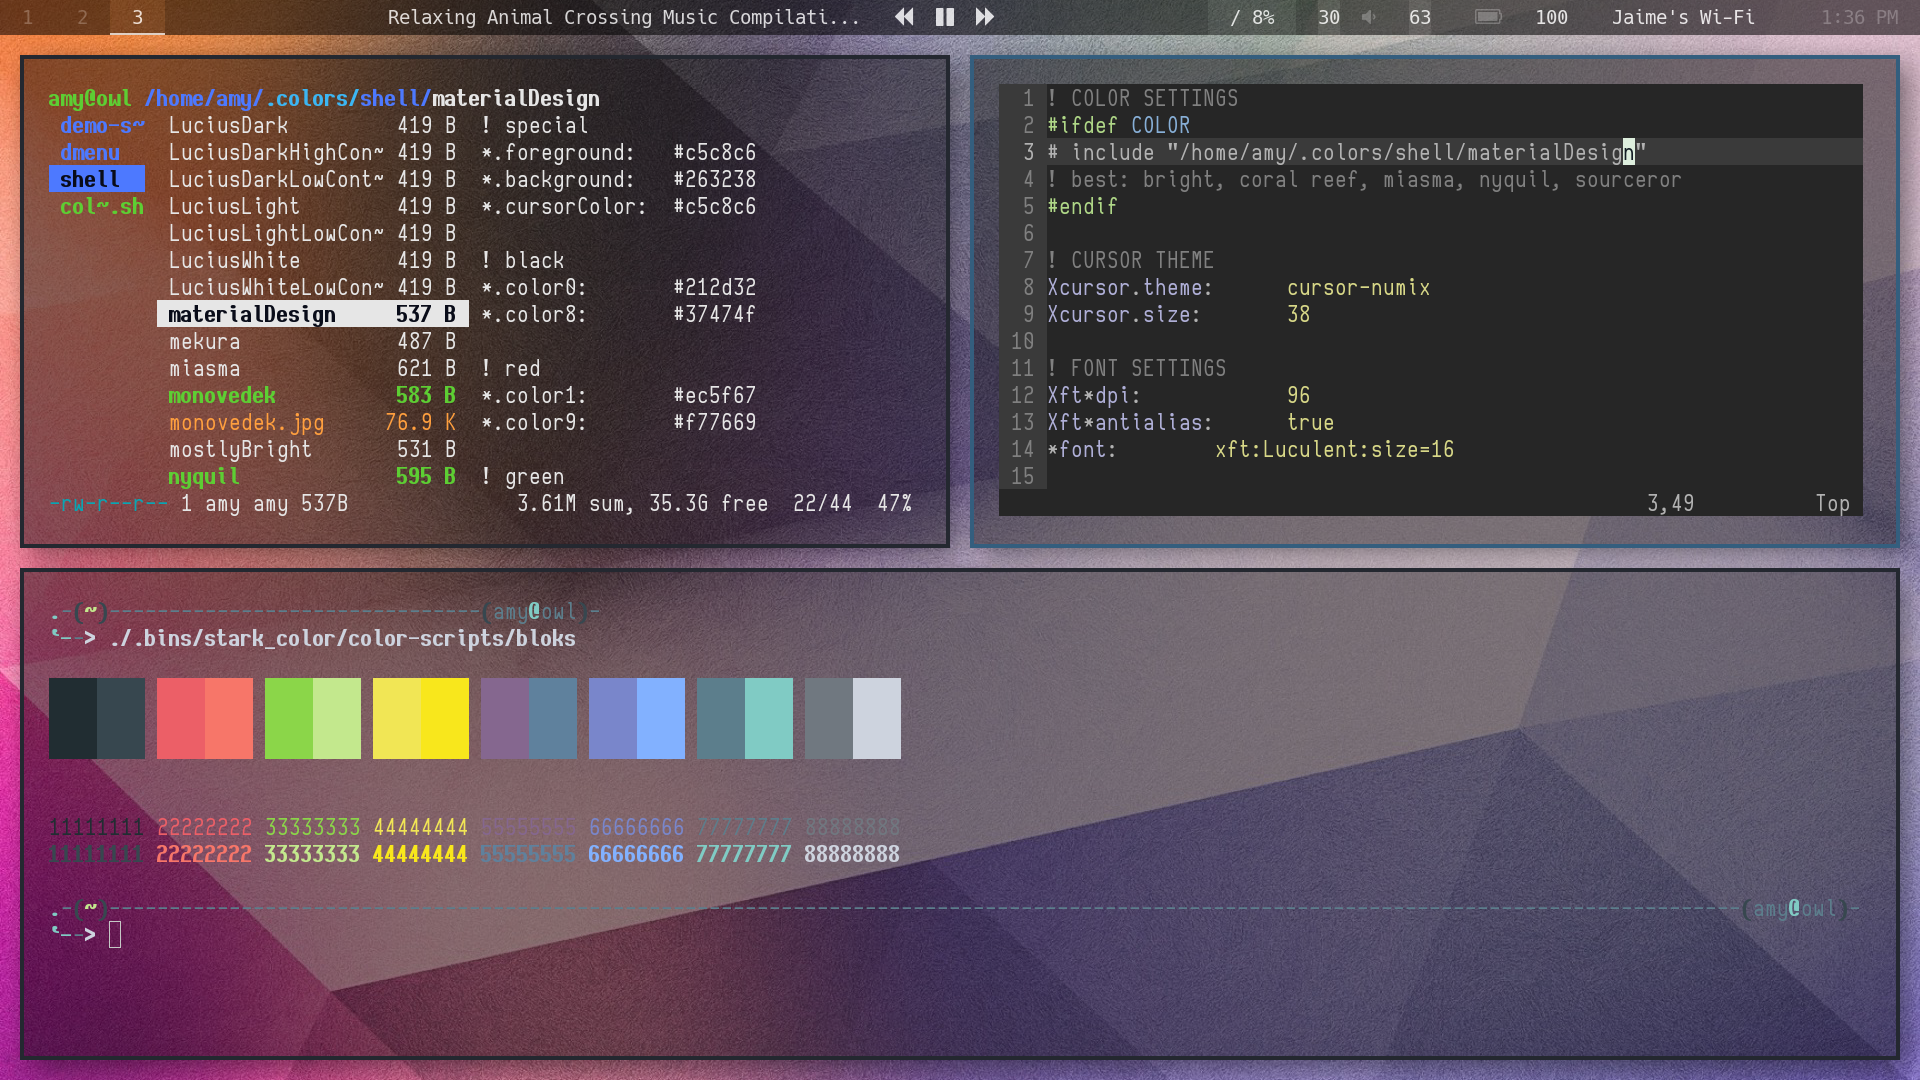 1 2 3 Relaxing Animal Crossing Music Compilati... / 8% 30 63 100 Jaime's Wi-Fi 1:36 PM
amy@owl /home/amy/.colors/shell/materialDesign
demo-s~ LuciusDark 419 B ! special
dmenu LuciusDarkHighCon~ 419 B *.foreground: #c5c8c6
shell LuciusDarkLowCont~ 419 B *.background: #263238
col~.sh LuciusLight 419 B *.cursorColor: #c5c8c6
LuciusLightLowCon~ 419 B
LuciusWhite 419 B ! black
LuciusWhiteLowCon~ 419 B *.color0: #212d32
materialDesign 537 B *.color8: #37474f
mekura 487 B
miasma 621 B ! red
monovedek 583 B *.color1: #ec5f67
monovedek.jpg 76.9 K *.color9: #f77669
mostlyBright 531 B
nyquil 595 B ! green
-rw-r--r-- 1 amy amy 537B 3.61M sum, 35.3G free 22/44 47%
1 ! COLOR SETTINGS
2 #ifdef COLOR
3 # include "/home/amy/.colors/shell/materialDesign"
4 ! best: bright, coral reef, miasma, nyquil, sourceror
5 #endif
6
7 ! CURSOR THEME
8 Xcursor.theme: cursor-numix
9 Xcursor.size: 38
10
11 ! FONT SETTINGS
12 Xft*dpi: 96
13 Xft*antialias: true
14 *font: xft:Luculent:size=16
15
3,49 Top
.-(~)-------------------------------(amy@owl)-
'--> ./.bins/stark_color/color-scripts/bloks
11111111 22222222 33333333 44444444 55555555 66666666 77777777 88888888
11111111 22222222 33333333 44444444 55555555 66666666 77777777 88888888
.-(~)----------------------------------------------------------------------------------------------------------------------------------------(amy@owl)-
'-->